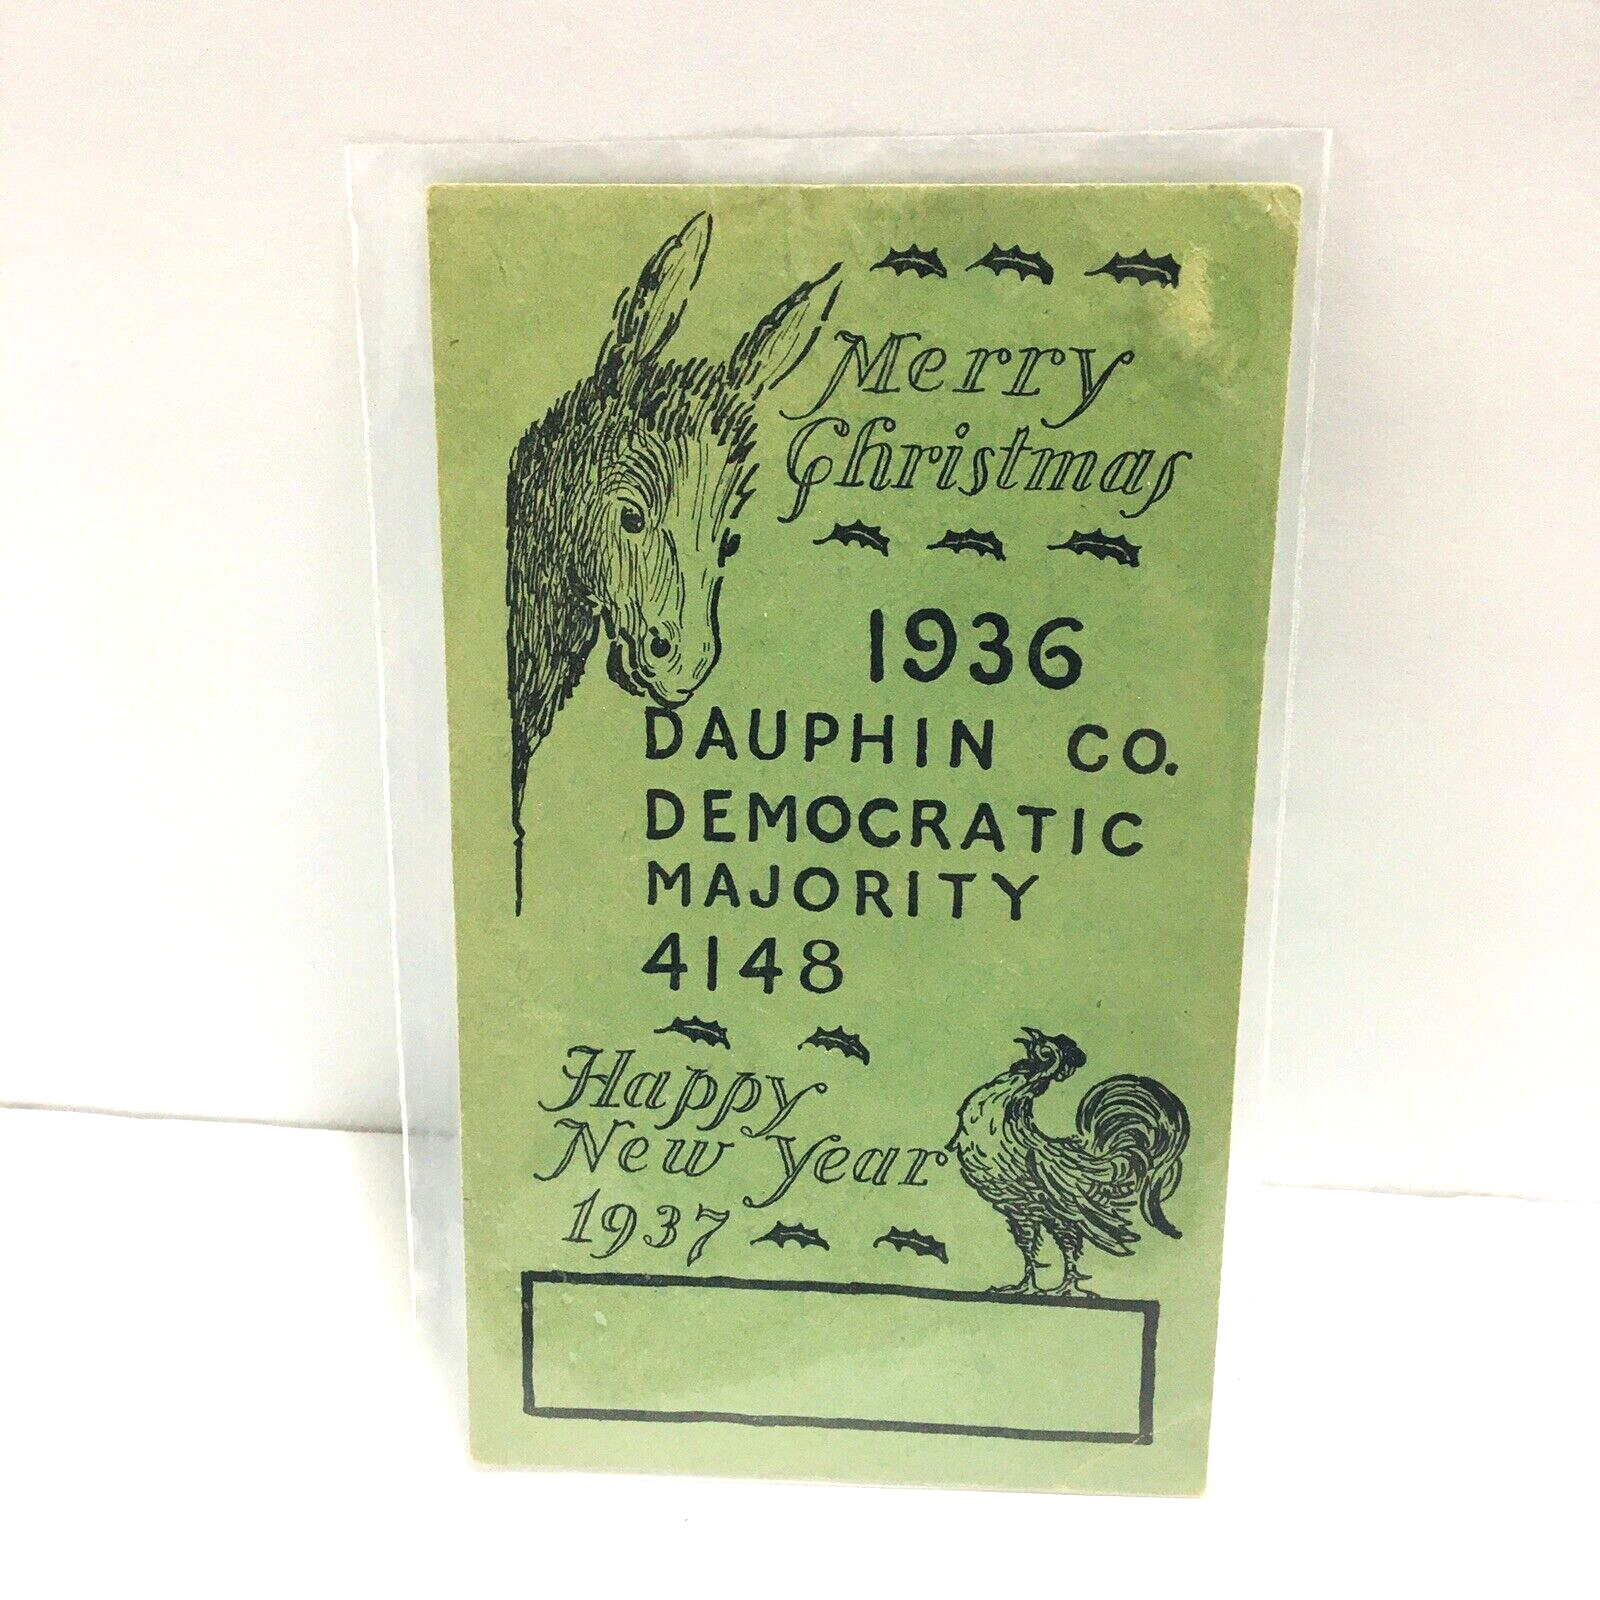 Merry
Christmas
1936
DAUPHIN CO.
DEMOCRATIC
MAJORITY
4148
Happy
New Year
1937